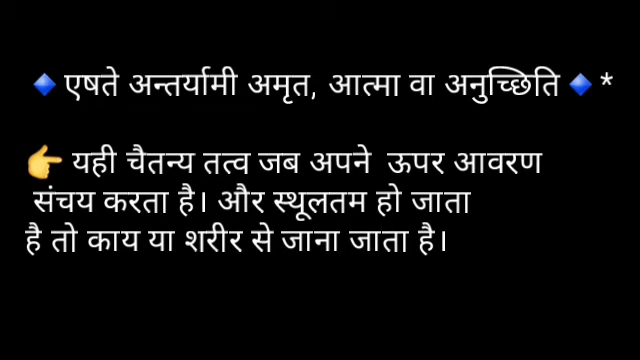 🔹एषते अन्तर्यामी अमृत, आत्मा वा अनुच्छिति🔹*
👉 यही चैतन्य तत्व जब अपने ऊपर आवरण
संचय करता है। और स्थूलतम हो जाता
है तो काय या शरीर से जाना जाता है।